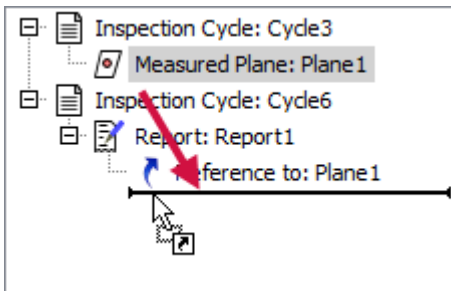 Inspection Cycle: Cycle3
Measured Plane: Plane1
Inspection Cycle: Cycle6
Report: Report1
Reference to: Plane1